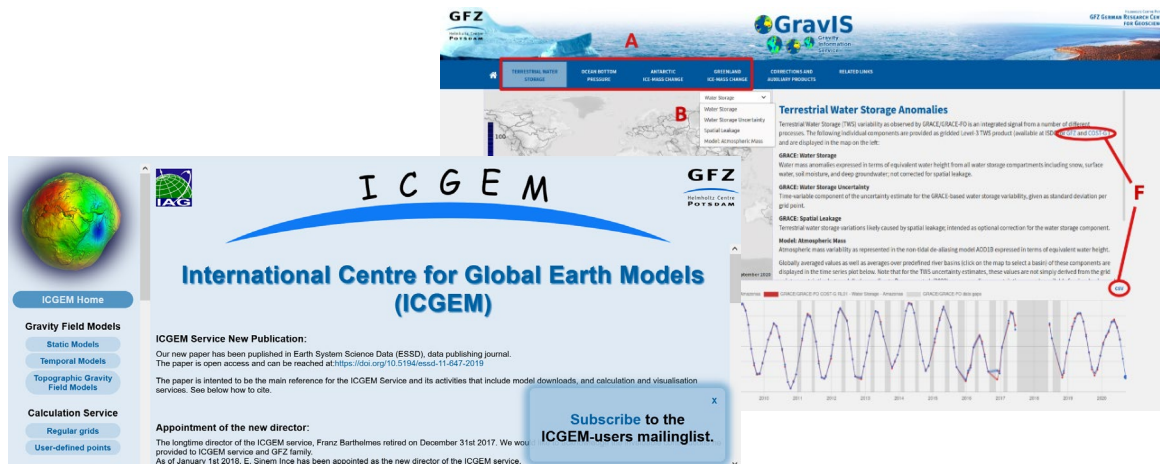 GFZ
Helmholtz Centre
POTSDAM
GravIS
Gravity
Information
Service
GFZ GERMAN RESEARCH CEN
FOR GEOSCIEN
A
TERRESTRIAL WATER
STORAGE
OCEAN BOTTOM
PRESSURE
ANTARCTIC
ICE-MASS CHANGE
GREENLAND
ICE-MASS CHANGE
CORRECTIONS AND
AUXILIARY PRODUCTS
RELATED LINKS
B
Water Storage
Water Storage
Water Storage Uncertainty
Spatial Leakage
Model: Atmospheric Mass
100
Terrestrial Water Storage Anomalies
Terrestrial Water Storage (TWS) variability as observed by GRACE/GRACE-FO is an integrated signal from a number of different
processes. The following individual components are provided as gridded Level-3 TWS product (available at ISDC GFZ and COST-G)
and are displayed in the map on the left:
GRACE: Water Storage
Water mass anomalies expressed in terms of equivalent water height from all water storage compartments including snow, surface
water, soil moisture, and deep groundwater; not corrected for spatial leakage.
GRACE: Water Storage Uncertainty
Time-variable component of the uncertainty estimate for the GRACE-based water storage variability, given as standard deviation per
grid point.
GRACE: Spatial Leakage
Terrestrial water storage variations likely caused by spatial leakage; intended as optional correction for the water storage component.
Model: Atmospheric Mass
Atmospheric mass variability as represented in the non-tidal de-aliasing model AOD1B expressed in terms of equivalent water height.
Globally averaged values as well as averages over predefined river basins (click on the map to select a basin) of these components are
displayed in the time series plot below. Note that for the TWS uncertainty estimates, these values are not simply derived from the grid
F
csv
GRACE/GRACE-FO COST-G RL01 - Water Storage - Amazonas
GRACE/GRACE-FO data gaps
2010
2011
2012
2013
2014
2015
2016
2017
2018
2019
2020
IAG
ICGEM
GFZ
Helmholtz Centre
POTSDAM
International Centre for Global Earth Models
(ICGEM)
ICGEM Home
Gravity Field Models
Static Models
Temporal Models
Topographic Gravity
Field Models
Calculation Service
Regular grids
User-defined points
ICGEM Service New Publication:
Our new paper has been puplished in Earth System Science Data (ESSD), data publishing journal.
The paper is open access and can be reached at:https://doi.org/10.5194/essd-11-647-2019
The paper is intented to be the main reference for the ICGEM Service and its activities that include model downloads, and calculation and visualisation
services. See below how to cite.
Appointment of the new director:
The longtime director of the ICGEM service, Franz Barthelmes retired on December 31st 2017. We wou
provided to ICGEM service and GFZ family.
As of January 1st 2018, E. Sinem Ince has been appointed as the new director of the ICGEM service.
x
Subscribe to the
ICGEM-users mailinglist.